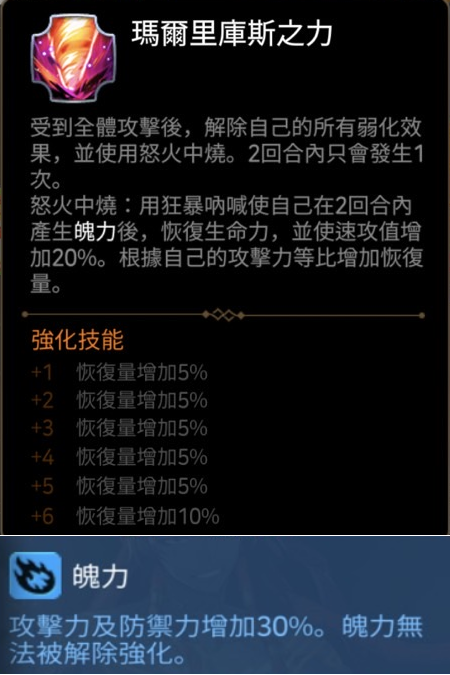 瑪爾里庫斯之力
受到全體攻擊後，解除自己的所有弱化效
果，並使用怒火中燒。2回合內只會發生1
次。
怒火中燒：用狂暴吶喊使自己在2回合內
產生魄力後，恢復生命力，並使速攻值增
加20%。根據自己的攻擊力等比增加恢復
量。
強化技能
+1 恢復量增加5%
+2 恢復量增加5%
+3 恢復量增加5%
+4 恢復量增加5%
+5 恢復量增加5%
+6 恢復量增加10%
魄力
攻擊力及防禦力增加30%。魄力無
法被解除強化。